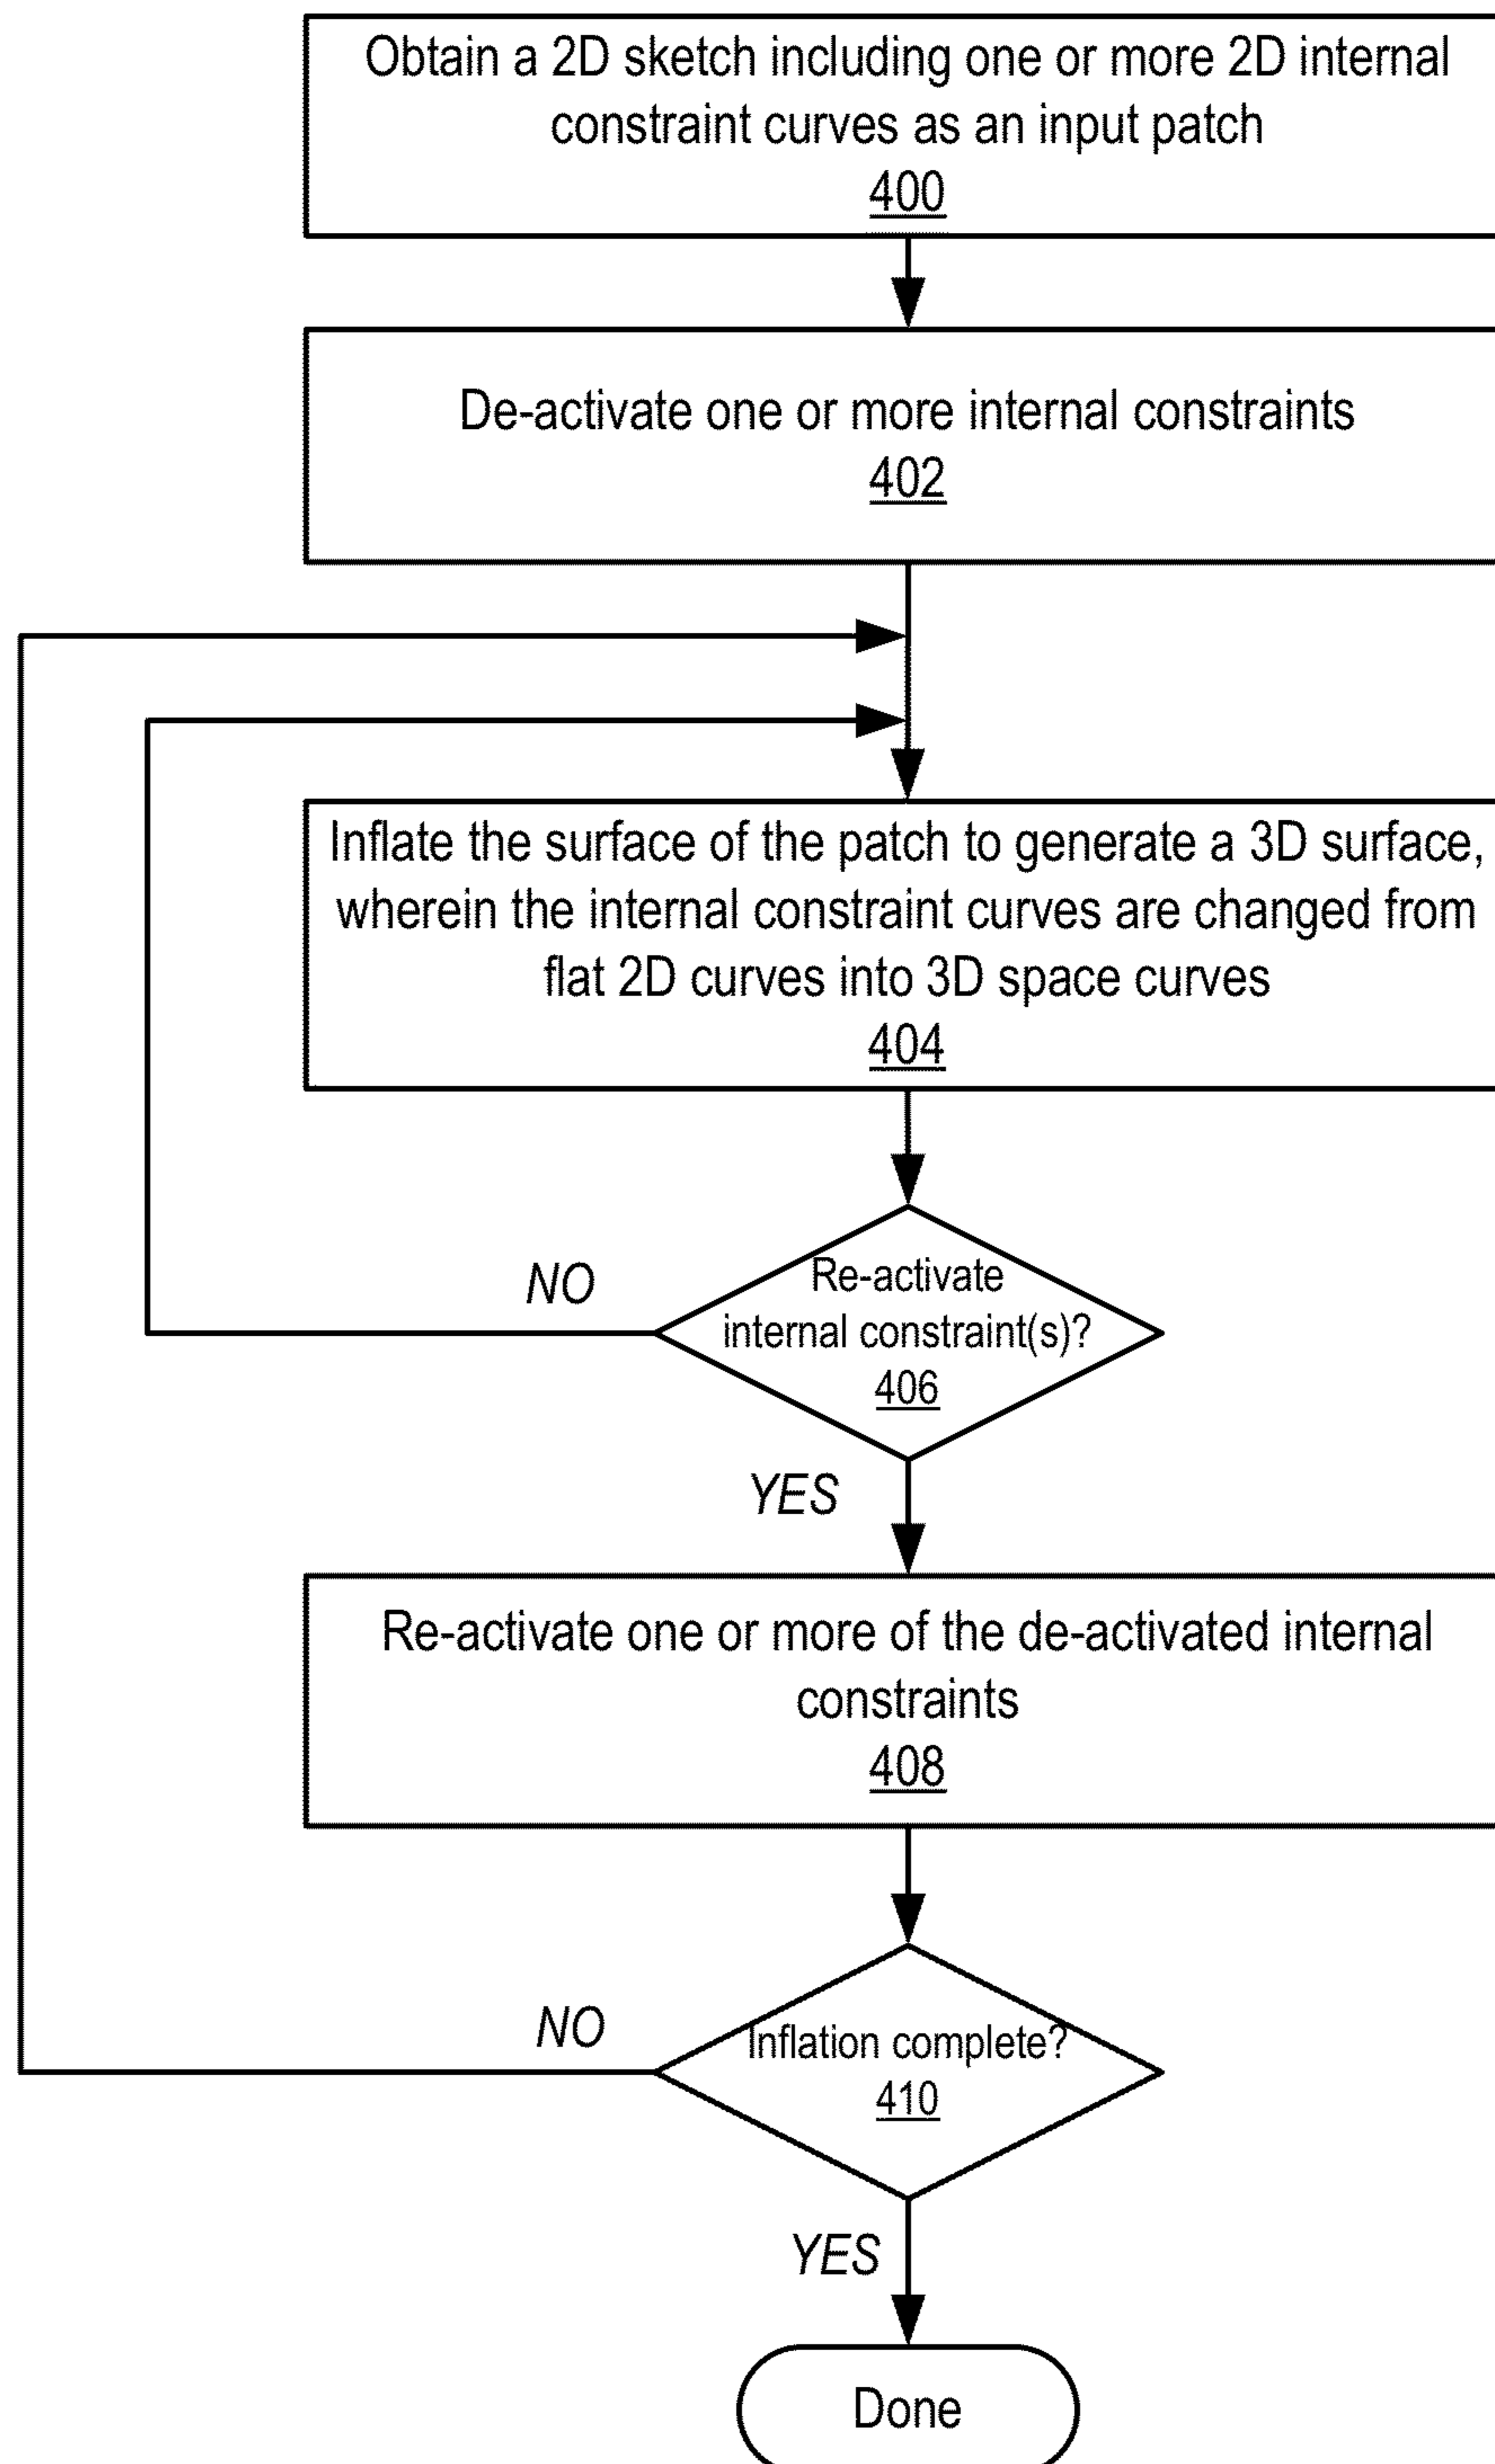 Obtain a 2D sketch including one or more 2D internal
constraint curves as an input patch
400
De-activate one or more internal constraints
402
Inflate the surface of the patch to generate a 3D surface,
wherein the internal constraint curves are changed from
flat 2D curves into 3D space curves
404
NO
Re-activate
internal constraint(s)?
406
YES
Re-activate one or more of the de-activated internal
constraints
408
NO
Inflation complete?
410
YES
Done